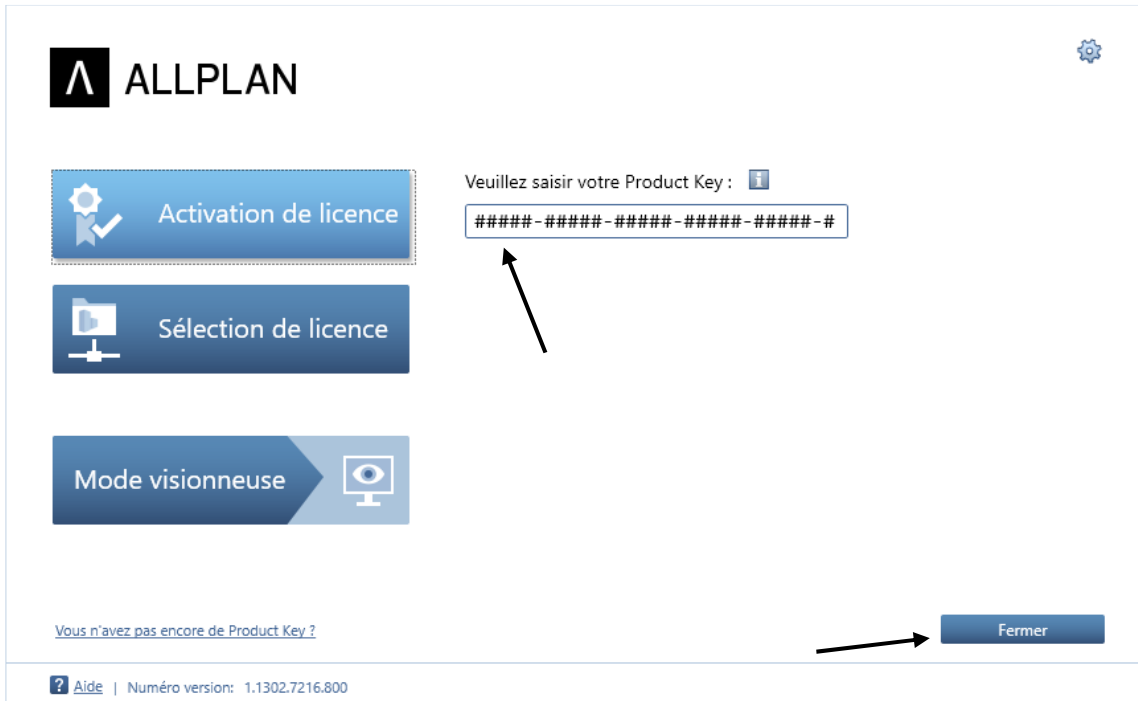 ALLPLAN
Activation de licence
Veuillez saisir votre Product Key :
#####-#####-#####-#####-#####-#
Sélection de licence
Mode visionneuse
Vous n'avez pas encore de Product Key ?
Fermer
? Aide | Numéro version: 1.1302.7216.800